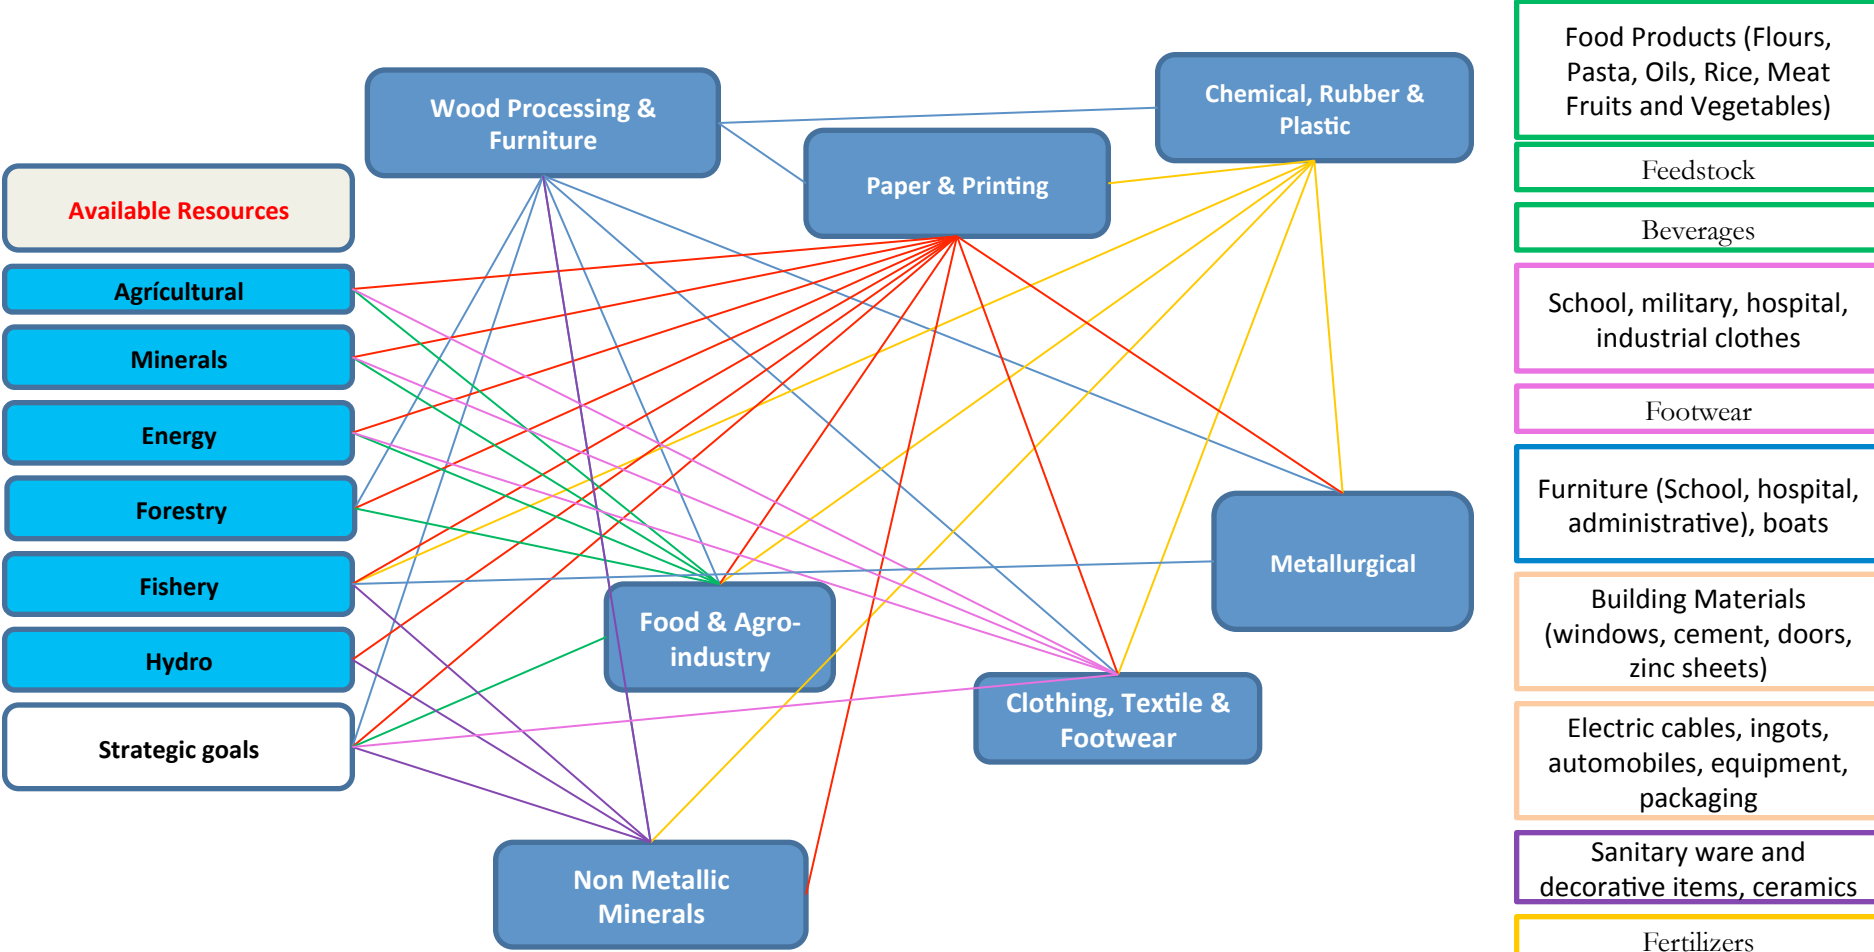 Wood Processing &
Furniture
Chemical, Rubber &
Plastic
Paper & Printing
Available Resources
Agrícultural
Minerals
Energy
Forestry
Fishery
Hydro
Strategic goals
Metallurgical
Food & Agro-
industry
Clothing, Textile &
Footwear
Non Metallic
Minerals
Food Products (Flours,
Pasta, Oils, Rice, Meat
Fruits and Vegetables)
Feedstock
Beverages
School, military, hospital,
industrial clothes
Footwear
Furniture (School, hospital,
administrative), boats
Building Materials
(windows, cement, doors,
zinc sheets)
Electric cables, ingots,
automobiles, equipment,
packaging
Sanitary ware and
decorative items, ceramics
Fertilizers